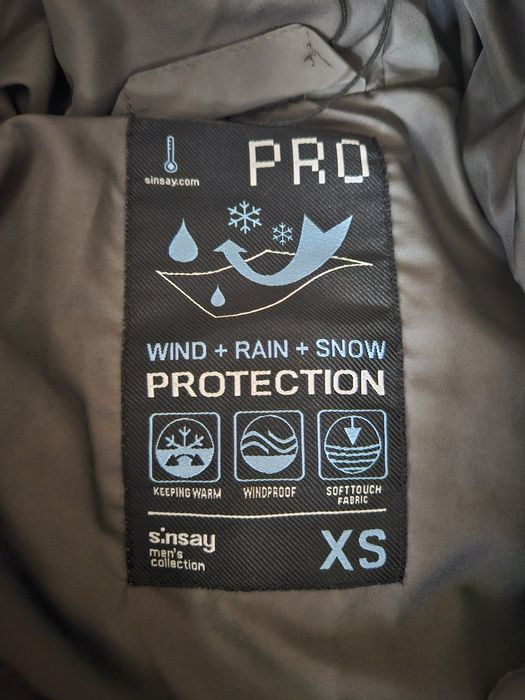 PRO
sinsay.com
WIND + RAIN + SNOW
PROTECTION
KEEPING WARM
WINDPROOF
SOFTTOUCH
FABRIC
sinsay
men's
collection
XS